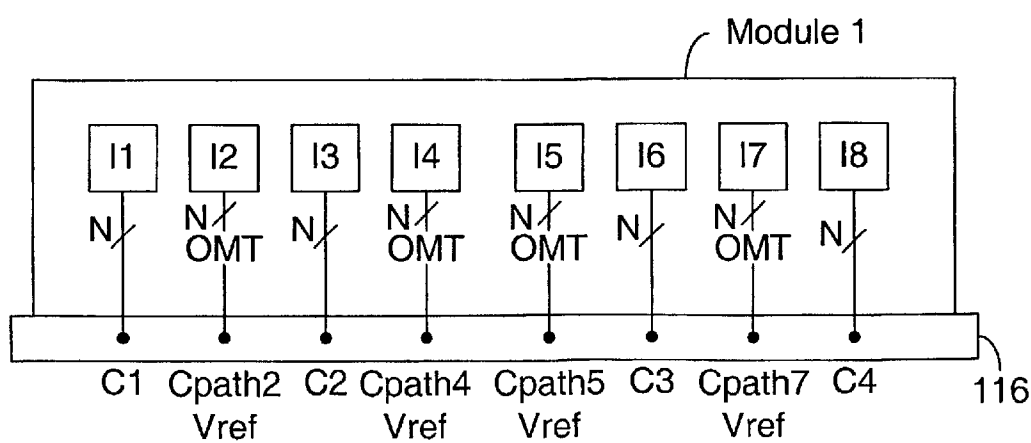 Module 1
I1 I2 I3 I4 I5 I6 I7 I8
N N N N N N N N
OMT OMT OMT OMT
C1 Cpath2 C2 Cpath4 Cpath5 C3 Cpath7 C4 116
Vref Vref Vref Vref